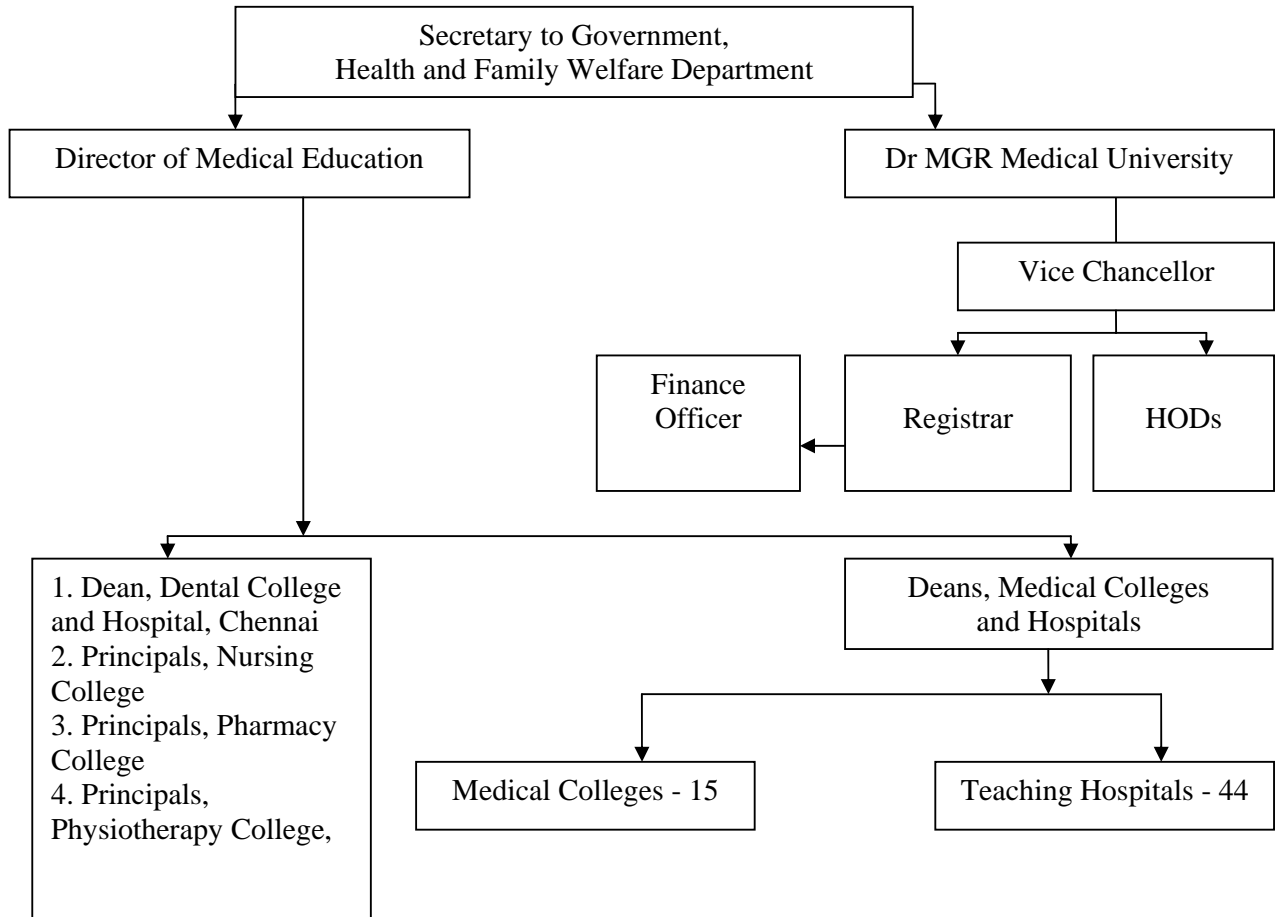 Secretary to Government,
Health and Family Welfare Department
Director of Medical Education
Dr MGR Medical University
Vice Chancellor
Finance
Officer
Registrar
HODs
1. Dean, Dental College
and Hospital, Chennai
2. Principals, Nursing
College
3. Principals, Pharmacy
College
4. Principals,
Physiotherapy College,
Deans, Medical Colleges
and Hospitals
Medical Colleges - 15
Teaching Hospitals - 44